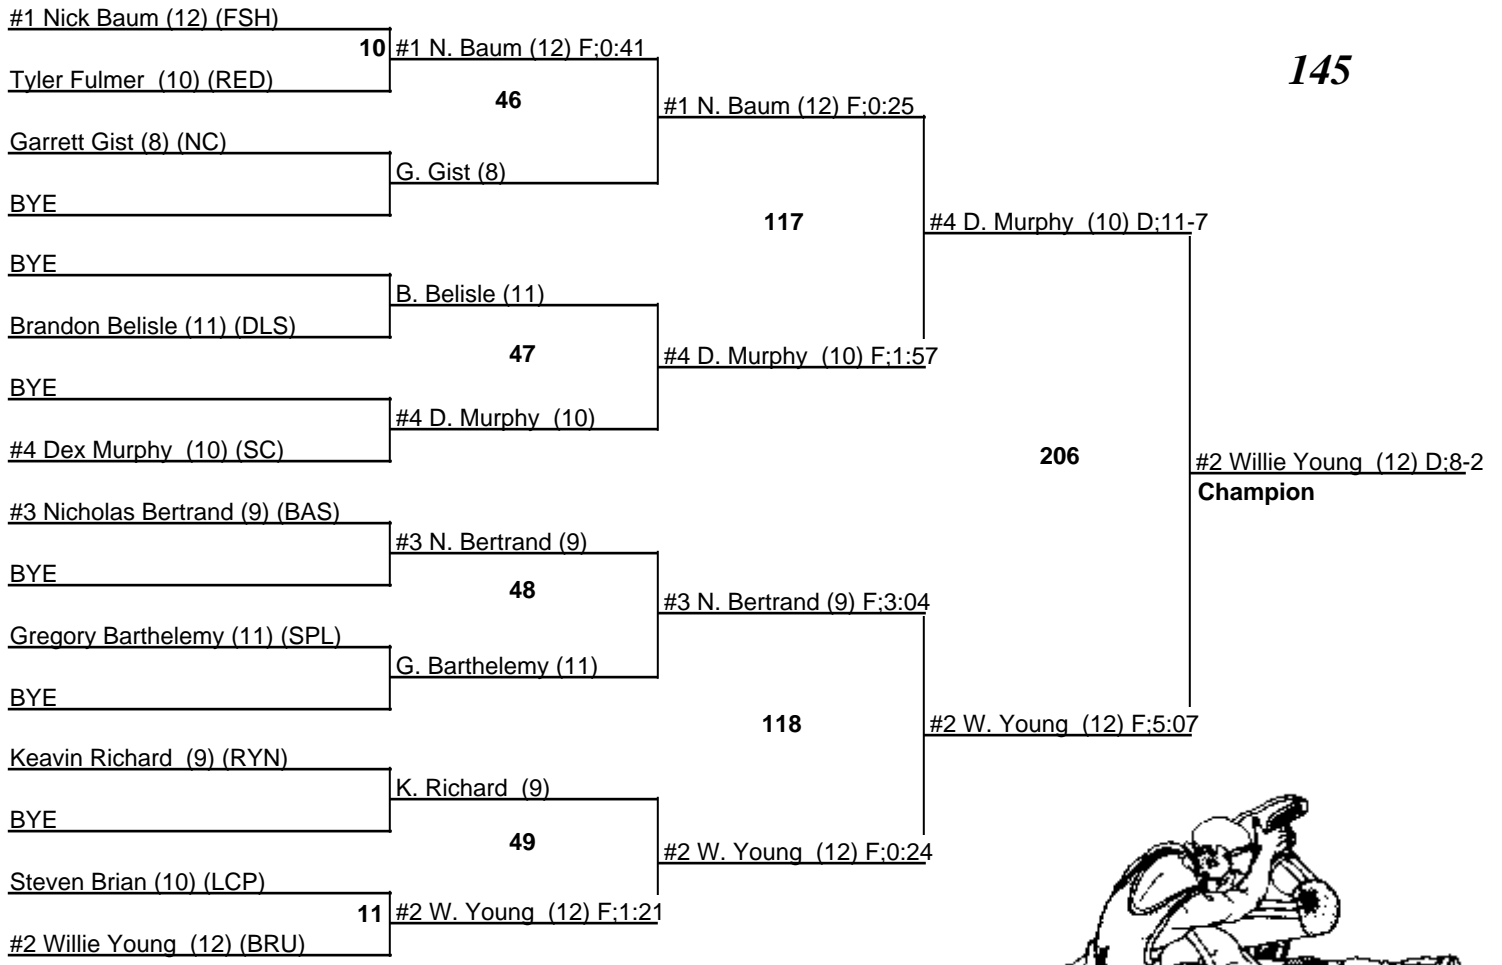 #1 Nick Baum (12) (FSH)
10 #1 N. Baum (12) F;0:41
145
Tyler Fulmer (10) (RED)
46
#1 N. Baum (12) F;0:25
Garrett Gist (8) (NC)
G. Gist (8)
BYE
117
#4 D. Murphy (10) D;11-7
BYE
B. Belisle (11)
Brandon Belisle (11) (DLS)
47
#4 D. Murphy (10) F;1:57
BYE
#4 D. Murphy (10)
#4 Dex Murphy (10) (SC)
206
#2 Willie Young (12) D;8-2
Champion
#3 Nicholas Bertrand (9) (BAS)
#3 N. Bertrand (9)
BYE
48
#3 N. Bertrand (9) F;3:04
Gregory Barthelemy (11) (SPL)
G. Barthelemy (11)
BYE
118
#2 W. Young (12) F;5:07
Keavin Richard (9) (RYN)
K. Richard (9)
BYE
49
#2 W. Young (12) F;0:24
Steven Brian (10) (LCP)
11 #2 W. Young (12) F;1:21
#2 Willie Young (12) (BRU)